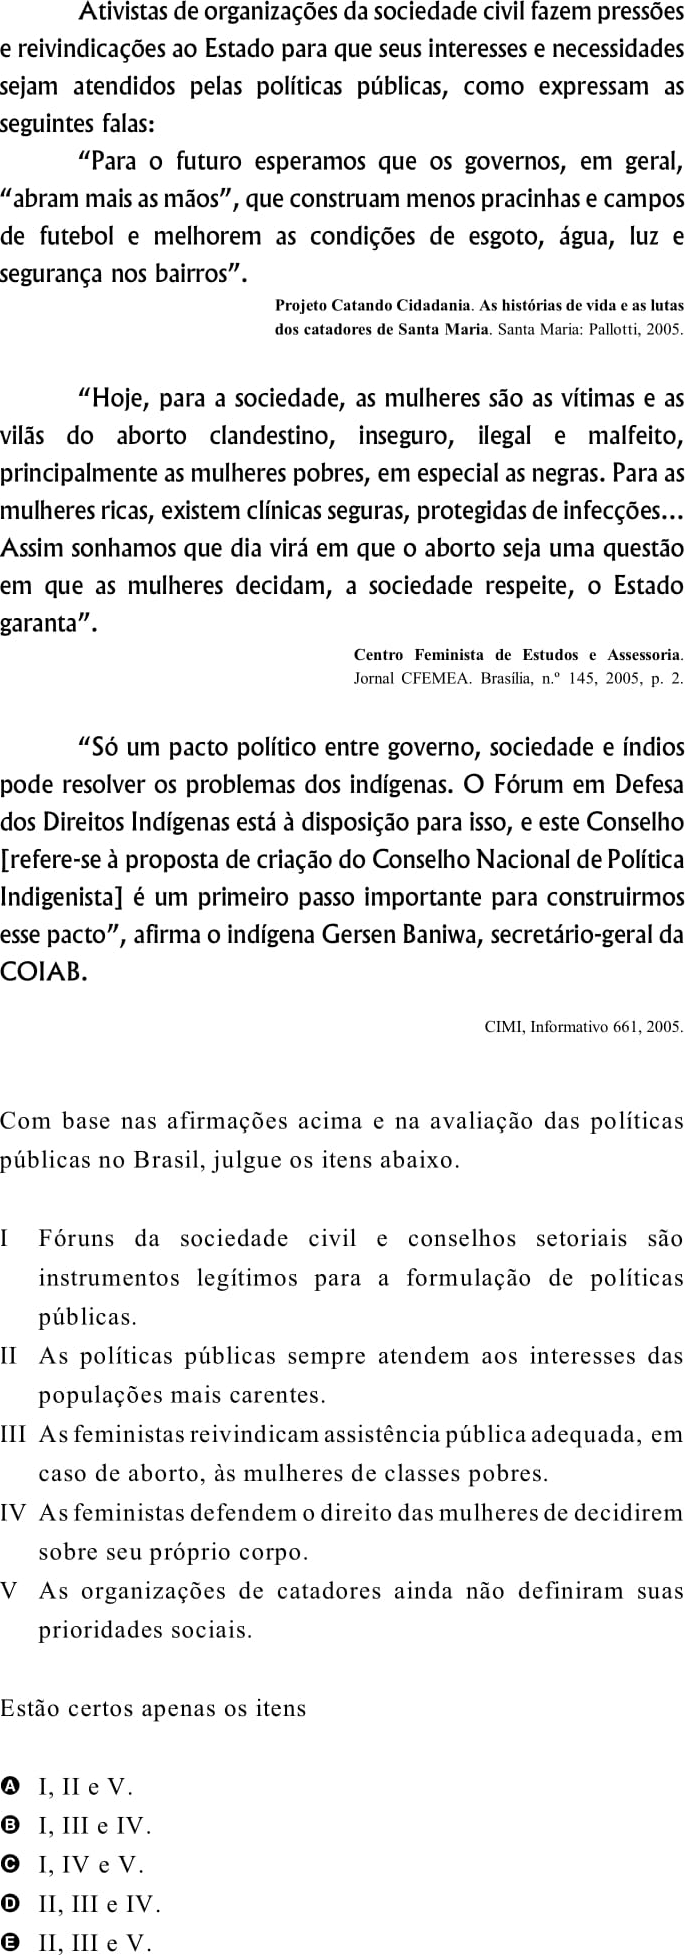 Ativistas de organizações da sociedade civil fazem pressões
e reivindicações ao Estado para que seus interesses e necessidades
sejam atendidos pelas políticas públicas, como expressam as
seguintes falas:
“Para o futuro esperamos que os governos, em geral,
“abram mais as mãos”, que construam menos pracinhas e campos
de futebol e melhorem as condições de esgoto, água, luz e
segurança nos bairros”.
Projeto Catando Cidadania. As histórias de vida e as lutas
dos catadores de Santa Maria. Santa Maria: Pallotti, 2005.
“Hoje, para a sociedade, as mulheres são as vítimas e as
vilãs do aborto clandestino, inseguro, ilegal e malfeito,
principalmente as mulheres pobres, em especial as negras. Para as
mulheres ricas, existem clínicas seguras, protegidas de infecções...
Assim sonhamos que dia virá em que o aborto seja uma questão
em que as mulheres decidam, a sociedade respeite, o Estado
garanta”.
Centro Feminista de Estudos e Assessoria.
Jornal CFEMEA. Brasília, n.º 145, 2005, p. 2.
“Só um pacto político entre governo, sociedade e índios
pode resolver os problemas dos indígenas. O Fórum em Defesa
dos Direitos Indígenas está à disposição para isso, e este Conselho
[refere-se à proposta de criação do Conselho Nacional de Política
Indigenista] é um primeiro passo importante para construirmos
esse pacto”, afirma o indígena Gersen Baniwa, secretário-geral da
COIAB.
CIMI, Informativo 661, 2005.
Com base nas afirmações acima e na avaliação das políticas
públicas no Brasil, julgue os itens abaixo.
I Fóruns da sociedade civil e conselhos setoriais são
instrumentos legítimos para a formulação de políticas
públicas.
II As políticas públicas sempre atendem aos interesses das
populações mais carentes.
III As feministas reivindicam assistência pública adequada, em
caso de aborto, às mulheres de classes pobres.
IV As feministas defendem o direito das mulheres de decidirem
sobre seu próprio corpo.
V As organizações de catadores ainda não definiram suas
prioridades sociais.
Estão certos apenas os itens
A I, II e V.
B I, III e IV.
C I, IV e V.
D II, III e IV.
E II, III e V.